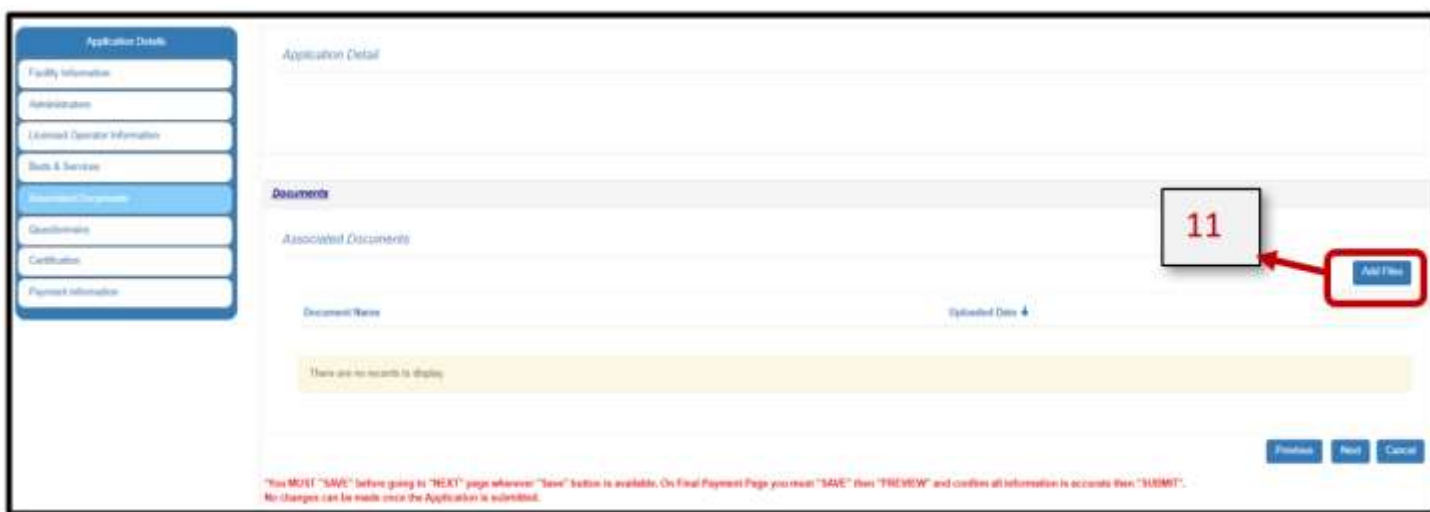 Application Details
Facility Information
Administration
Licensed Operator Information
Beds & Services
Associated Documents
Questionnaire
Certification
Payment Information
Application Detail
Documents
Associated Documents
11
Add Files
Document Name Uploaded Date
There are no records to display.
Previous Next Cancel
"You MUST "SAVE" before going to "NEXT" page wherever "Save" button is available. On Final Payment Page you must "SAVE" then "PREVIEW" and confirm all information is accurate then "SUBMIT".
No changes can be made once the Application is submitted.